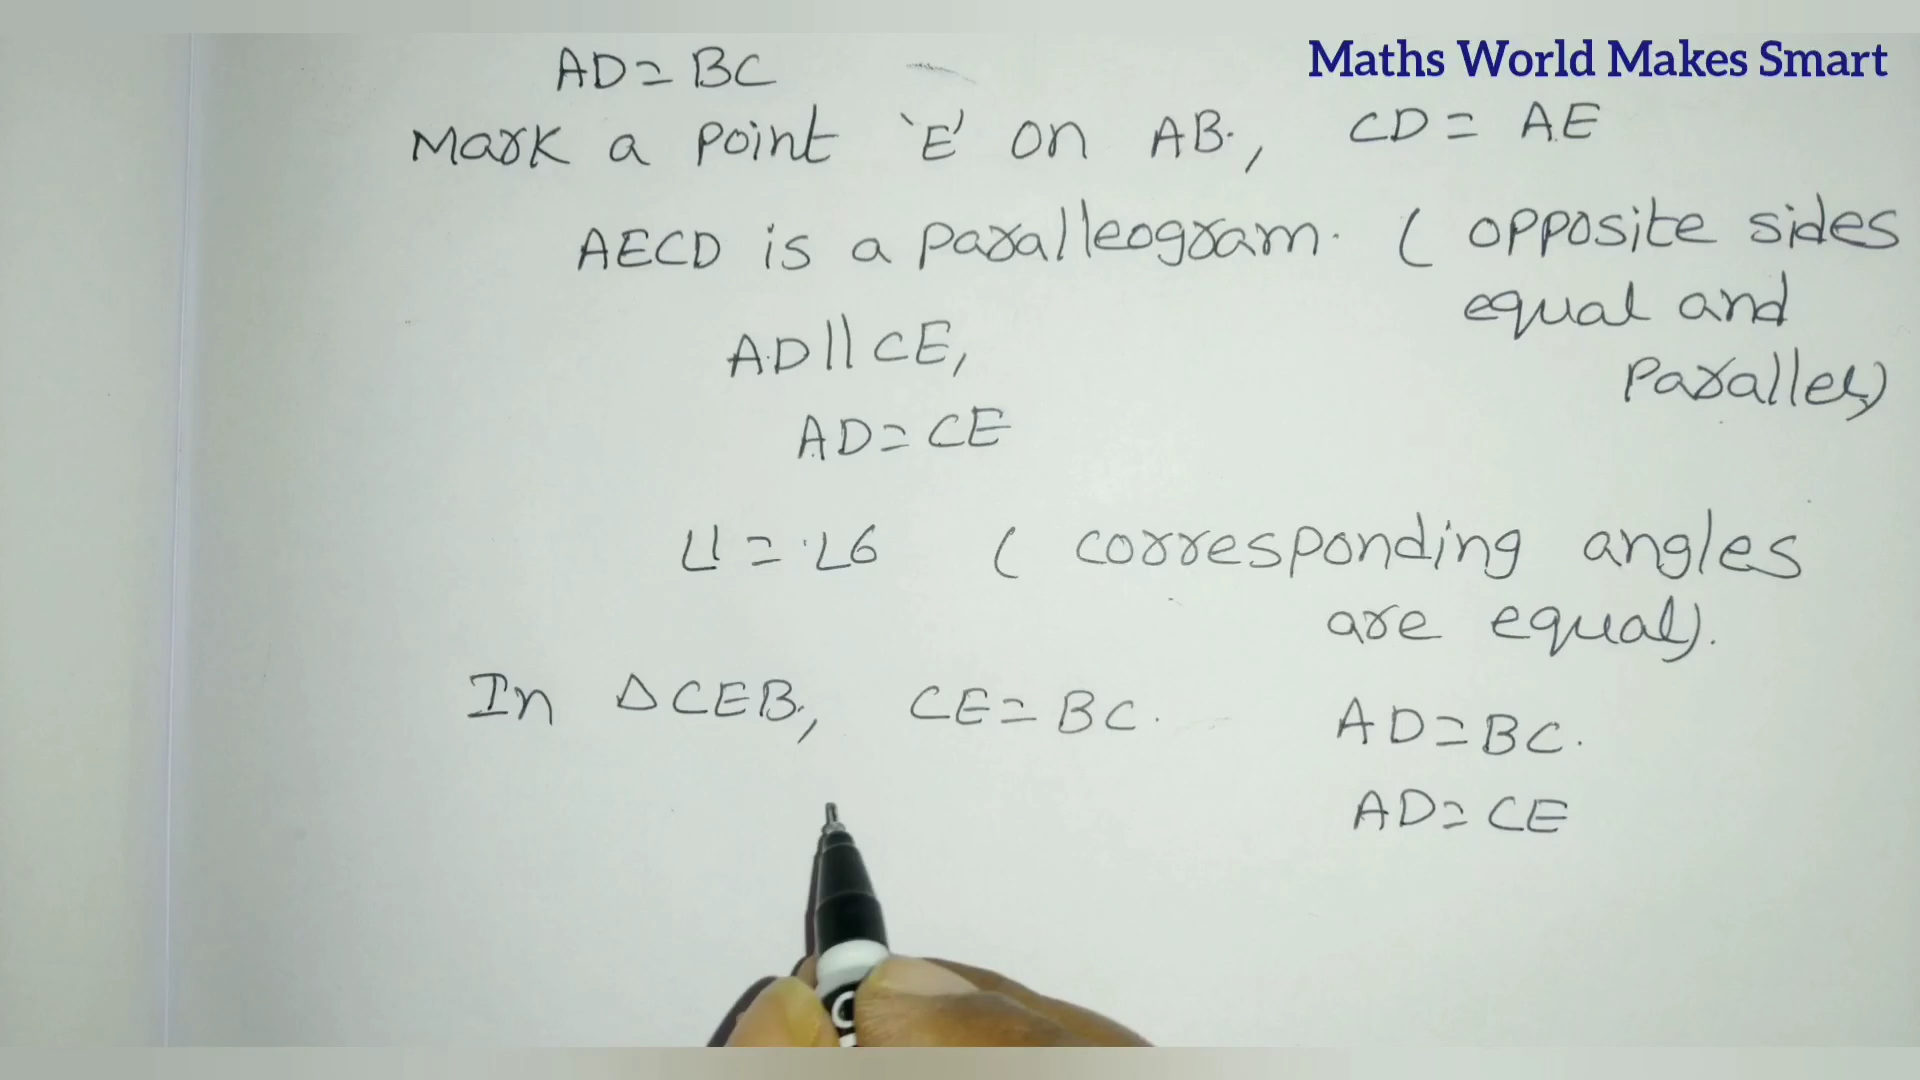 Maths World Makes Smart
AD = BC
Mark a point 'E' on AB., CD = AE
AECD is a paralleogram. ( opposite sides
equal and
parallel)
AD || CE,
AD = CE
∠1 = ∠6 ( corresponding angles
are equal).
In △CEB, CE = BC. AD = BC.
AD = CE